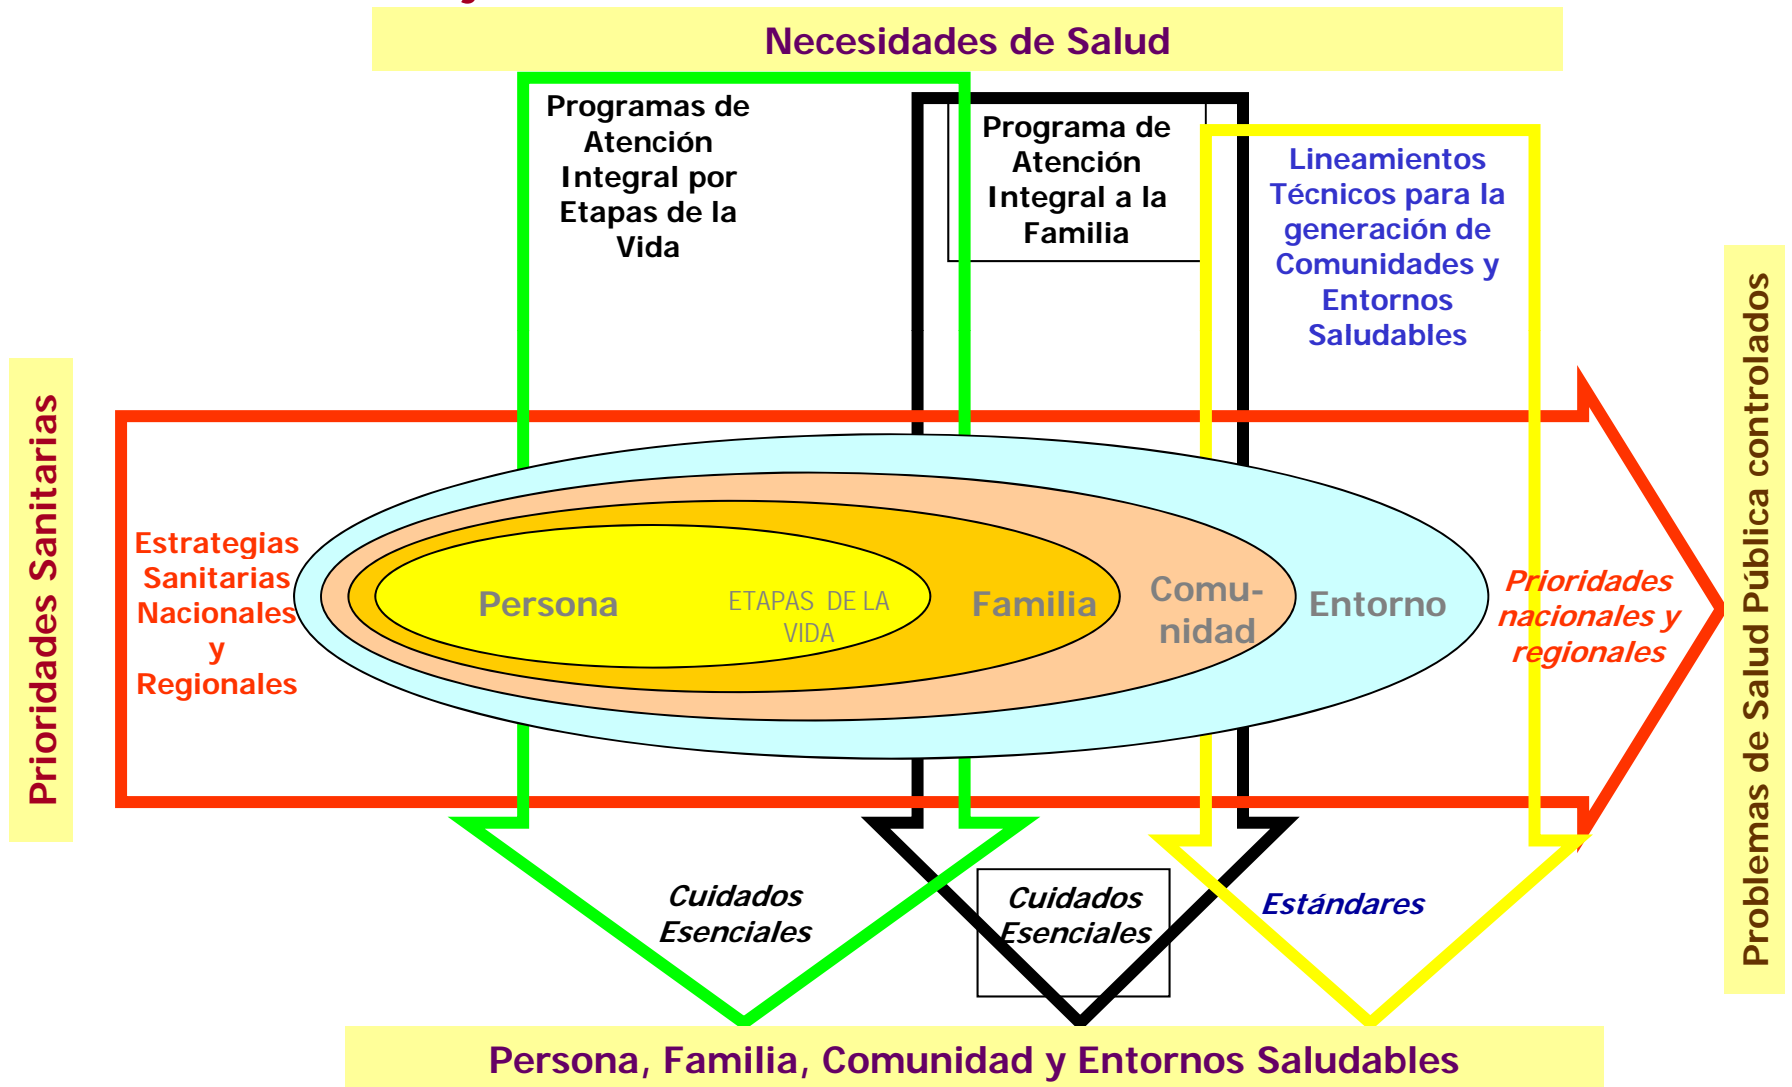 Necesidades de Salud
Programas de
Atención
Integral por
Etapas de la
Vida
Programa de
Atención
Integral a la
Familia
Lineamientos
Técnicos para la
generación de
Comunidades y
Entornos
Saludables
Prioridades Sanitarias
Estrategias
Sanitarias
Nacionales
y
Regionales
Persona
ETAPAS DE LA
VIDA
Familia
Comu-
nidad
Entorno
Prioridades
nacionales y
regionales
Problemas de Salud Pública controlados
Cuidados
Esenciales
Cuidados
Esenciales
Estándares
Persona, Familia, Comunidad y Entornos Saludables